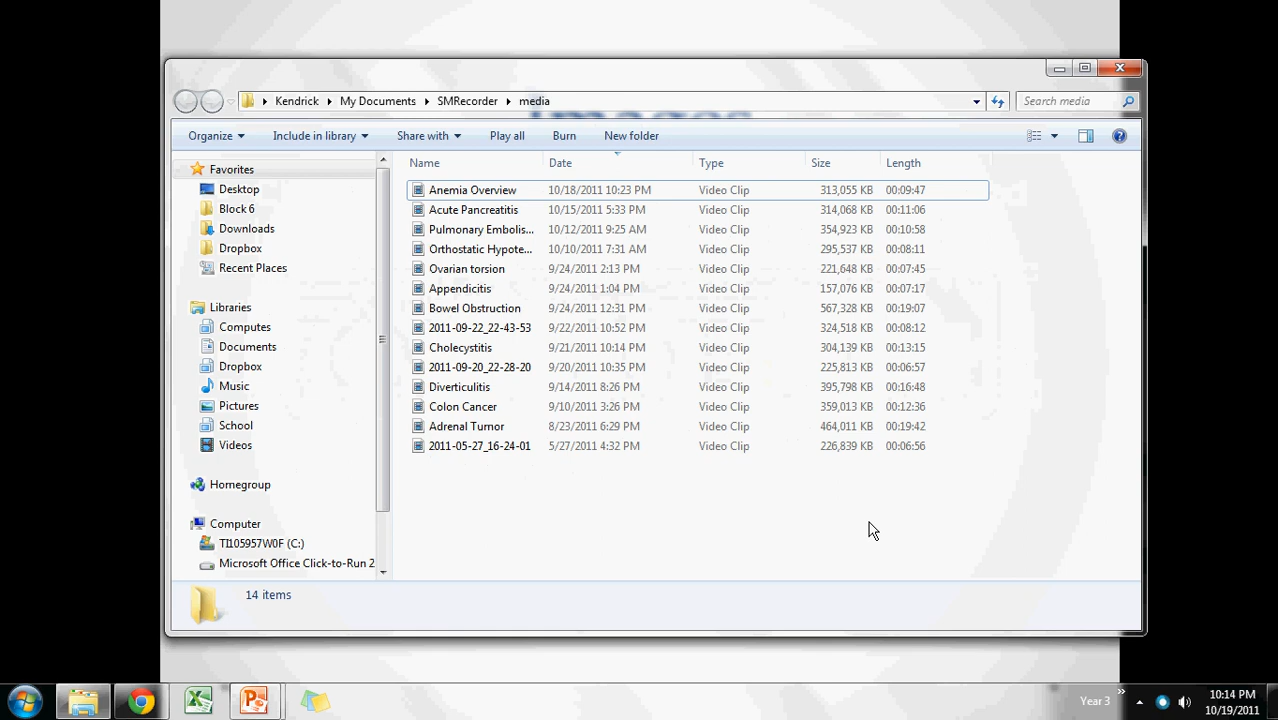 Kendrick My Documents SMRecorder media Search media
Organize Include in library Share with Play all Burn New folder
Favorites
Desktop
Block 6
Downloads
Dropbox
Recent Places
Libraries
Computes
Documents
Dropbox
Music
Pictures
School
Videos
Homegroup
Computer
TI105957W0F (C:)
Microsoft Office Click-to-Run 2
Name Date Type Size Length
Anemia Overview 10/18/2011 10:23 PM Video Clip 313,055 KB 00:09:47
Acute Pancreatitis 10/15/2011 5:33 PM Video Clip 314,068 KB 00:11:06
Pulmonary Embolis... 10/12/2011 9:25 AM Video Clip 354,923 KB 00:10:58
Orthostatic Hypote... 10/10/2011 7:31 AM Video Clip 295,537 KB 00:08:11
Ovarian torsion 9/24/2011 2:13 PM Video Clip 221,648 KB 00:07:45
Appendicitis 9/24/2011 1:04 PM Video Clip 157,076 KB 00:07:17
Bowel Obstruction 9/24/2011 12:31 PM Video Clip 567,328 KB 00:19:07
2011-09-22_22-43-53 9/22/2011 10:52 PM Video Clip 324,518 KB 00:08:12
Cholecystitis 9/21/2011 10:14 PM Video Clip 304,139 KB 00:13:15
2011-09-20_22-28-20 9/20/2011 10:35 PM Video Clip 225,813 KB 00:06:57
Diverticulitis 9/14/2011 8:26 PM Video Clip 395,798 KB 00:16:48
Colon Cancer 9/10/2011 3:26 PM Video Clip 359,013 KB 00:12:36
Adrenal Tumor 8/23/2011 6:29 PM Video Clip 464,011 KB 00:19:42
2011-05-27_16-24-01 5/27/2011 4:32 PM Video Clip 226,839 KB 00:06:56
14 items
Year 3
10:14 PM
10/19/2011